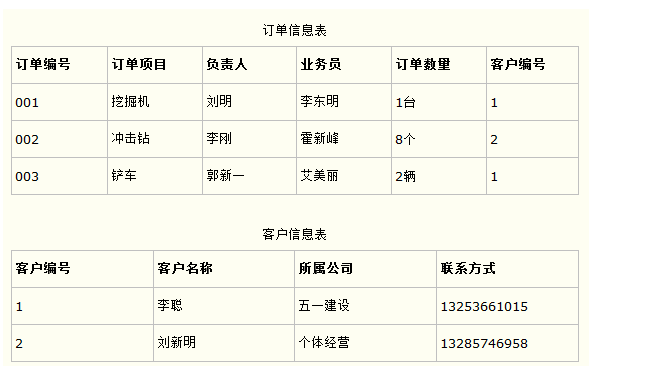 订单信息表
订单编号 订单项目 负责人 业务员 订单数量 客户编号
001 挖掘机 刘明 李东明 1台 1
002 冲击钻 李刚 霍新峰 8个 2
003 铲车 郭新一 艾美丽 2辆 1
客户信息表
客户编号 客户名称 所属公司 联系方式
1 李聪 五一建设 13253661015
2 刘新明 个体经营 13285746958